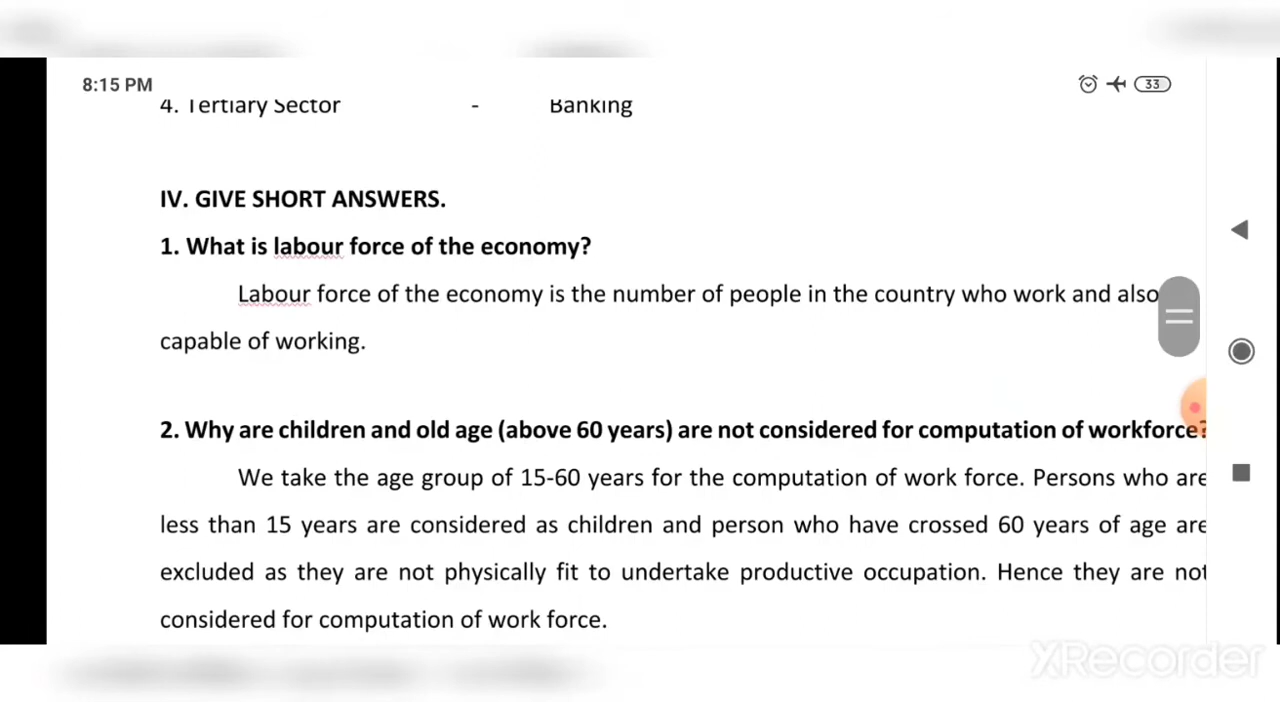 8:15 PM
33
4. Tertiary Sector - Banking
IV. GIVE SHORT ANSWERS.
1. What is labour force of the economy?
Labour force of the economy is the number of people in the country who work and also
capable of working.
2. Why are children and old age (above 60 years) are not considered for computation of workforce?
We take the age group of 15-60 years for the computation of work force. Persons who are
less than 15 years are considered as children and person who have crossed 60 years of age are
excluded as they are not physically fit to undertake productive occupation. Hence they are not
considered for computation of work force.
XRecorder